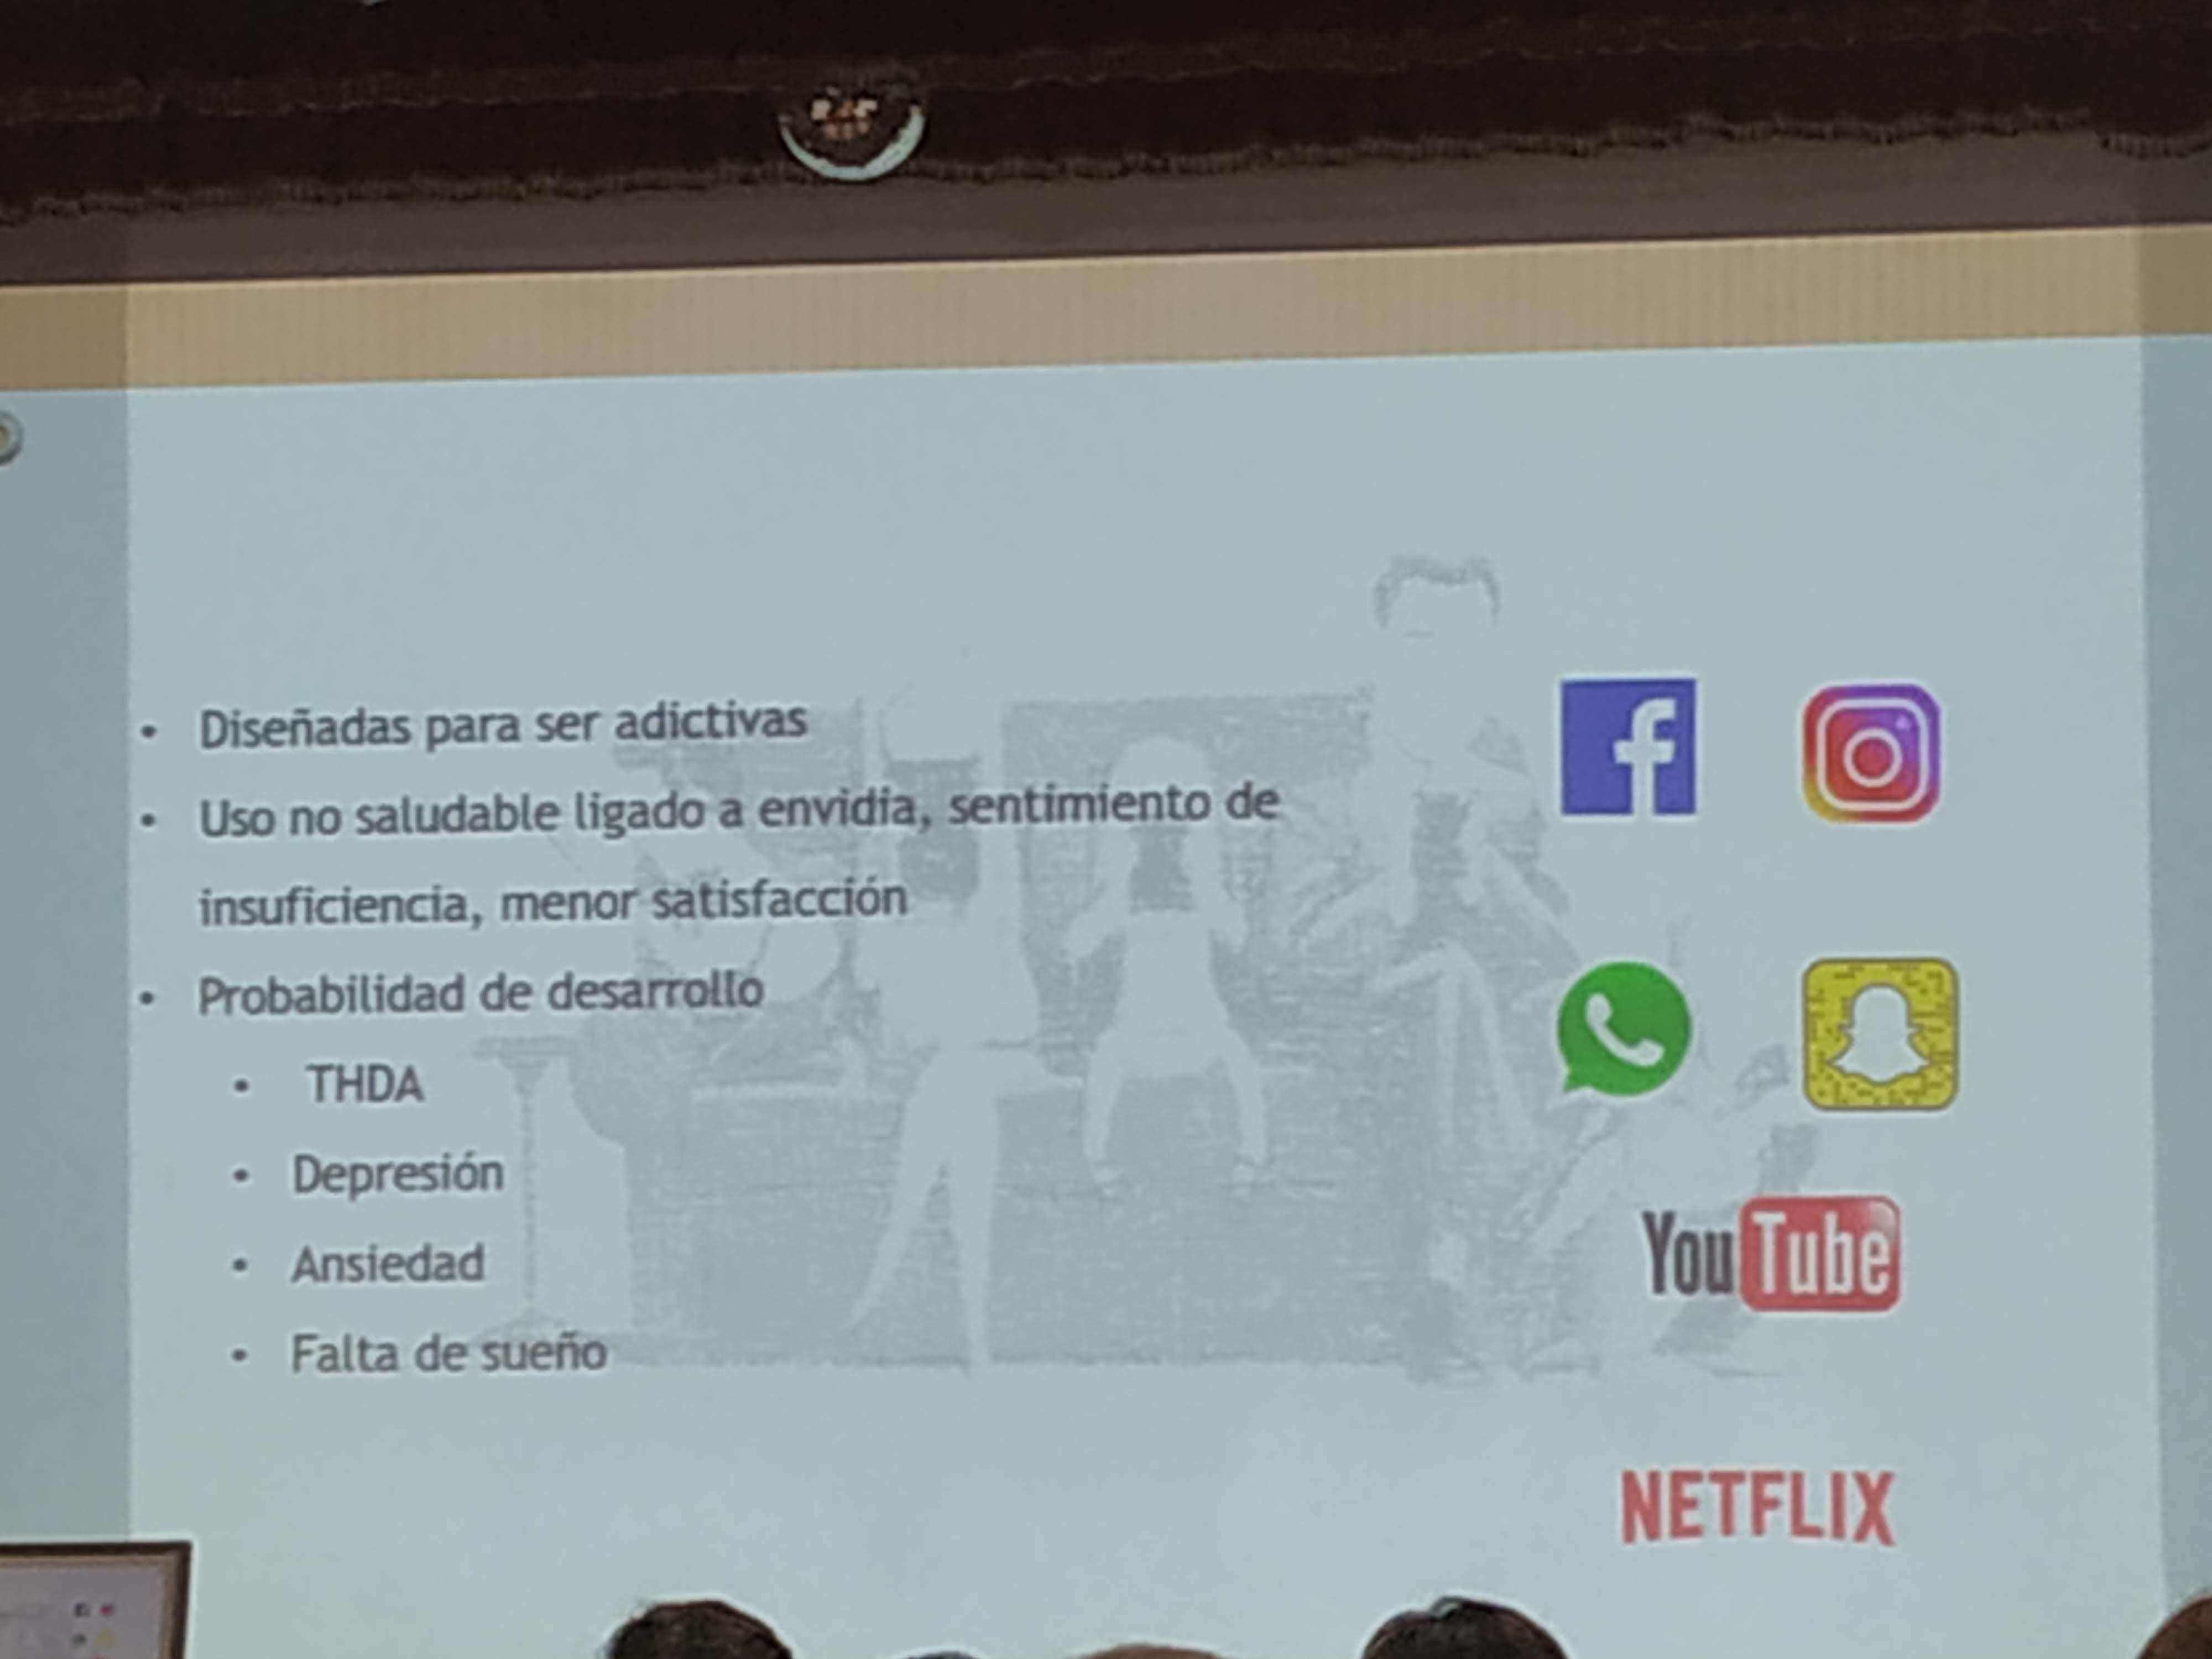 Diseñadas para ser adictivas
Uso no saludable ligado a envidia, sentimiento de
insuficiencia, menor satisfacción
Probabilidad de desarrollo
THDA
Depresión
Ansiedad
Falta de sueño
f
YouTube
NETFLIX